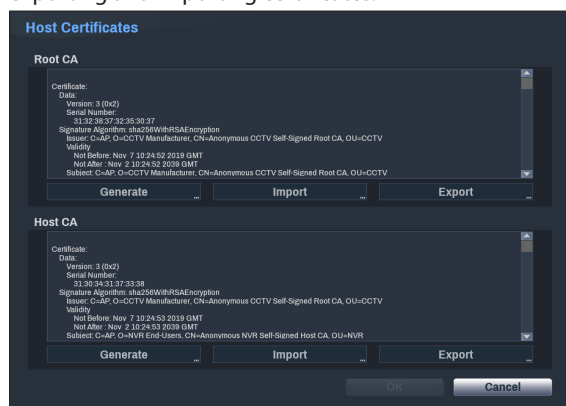 Host Certificates
Root CA
Certificate:
Data:
Version: 3 (0x2)
Serial Number:
31:32:38:37:32:35:30:37
Signature Algorithm: sha256WithRSAEncryption
Issuer: C=AP, O=CCTV Manufacturer, CN=Anonymous CCTV Self-Signed Root CA, OU=CCTV
Validity
Not Before: Nov 7 10:24:52 2019 GMT
Not After : Nov 2 10:24:52 2039 GMT
Subject: C=AP, O=CCTV Manufacturer, CN=Anonymous CCTV Self-Signed Root CA, OU=CCTV
Generate ... Import ... Export ...
Host CA
Certificate:
Data:
Version: 3 (0x2)
Serial Number:
31:30:34:31:37:33:38
Signature Algorithm: sha256WithRSAEncryption
Issuer: C=AP, O=CCTV Manufacturer, CN=Anonymous CCTV Self-Signed Root CA, OU=CCTV
Validity
Not Before: Nov 7 10:24:53 2019 GMT
Not After : Nov 2 10:24:53 2039 GMT
Subject: C=AP, O=NVR End-Users, CN=Anonymous NVR Self-Signed Host CA, OU=NVR
Generate ... Import ... Export ...
OK Cancel